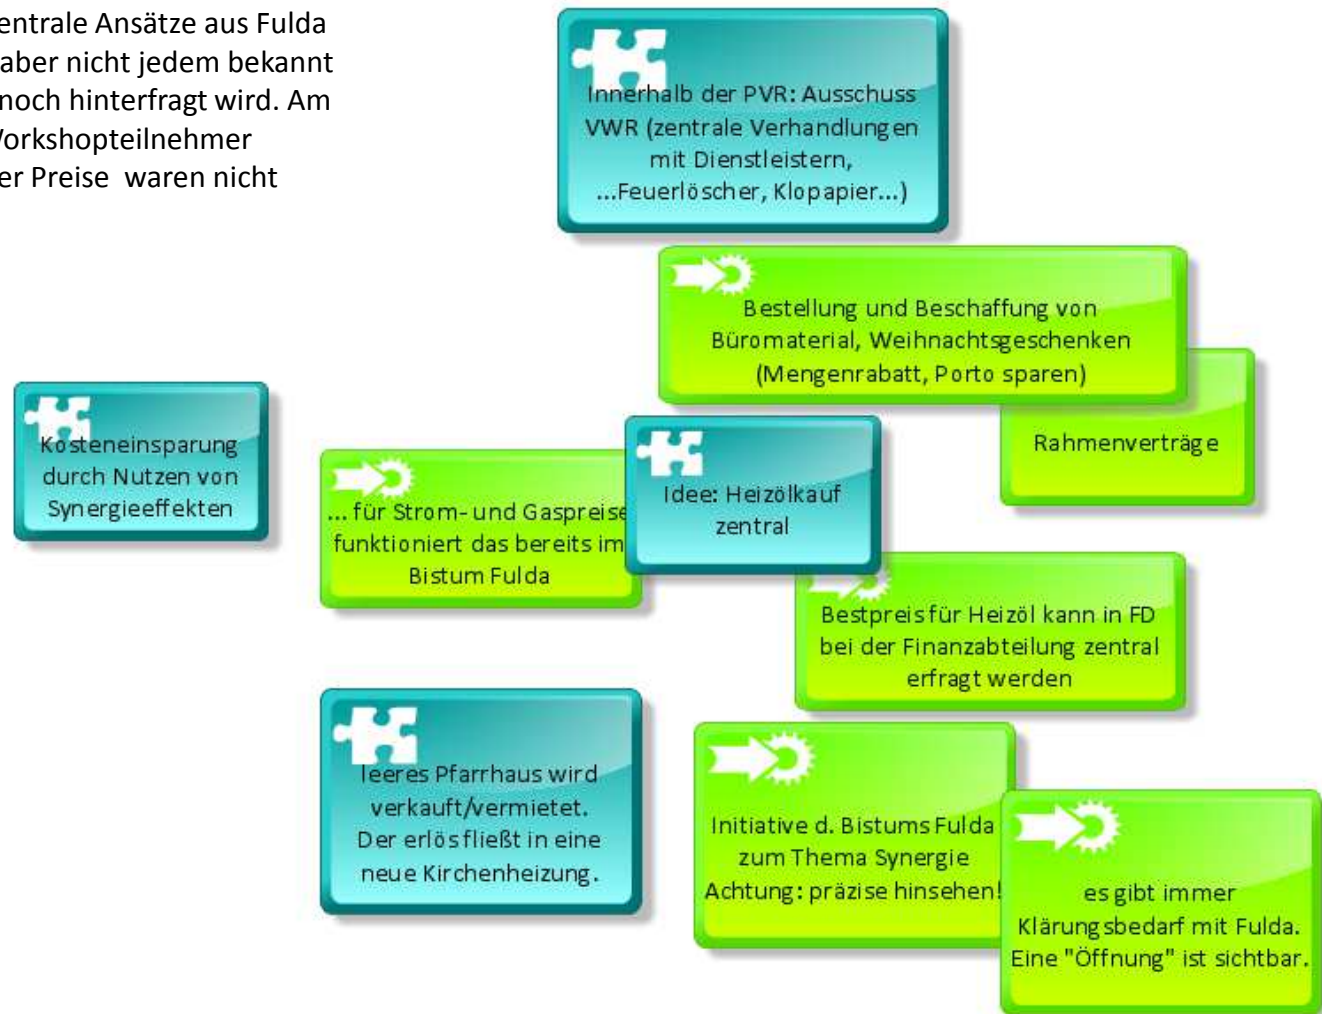 entrale Ansätze aus Fulda
aber nicht jedem bekannt
noch hinterfragt wird. Am
Workshopteilnehmer
er Preise waren nicht
Innerhalb der PVR: Ausschuss
VWR (zentrale Verhandlungen
mit Dienstleistern,
...Feuerlöscher, Klopapier...)
Bestellung und Beschaffung von
Büromaterial, Weihnachtsgeschenken
(Mengenrabatt, Porto sparen)
Rahmenverträge
Kosteneinsparung
durch Nutzen von
Synergieeffekten
... für Strom- und Gaspreise
funktioniert das bereits im
Bistum Fulda
Idee: Heizölkauf
zentral
Bestpreis für Heizöl kann in FD
bei der Finanzabteilung zentral
erfragt werden
leeres Pfarrhaus wird
verkauft/vermietet.
Der erlös fließt in eine
neue Kirchenheizung.
Initiative d. Bistums Fulda
zum Thema Synergie
Achtung: präzise hinsehen!
es gibt immer
Klärungsbedarf mit Fulda.
Eine "Öffnung" ist sichtbar.